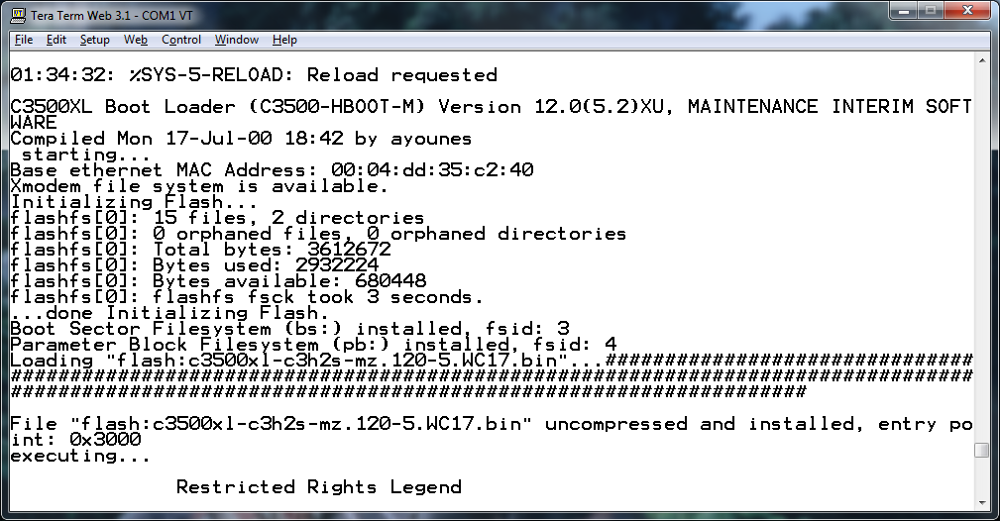 Tera Term Web 3.1 - COM1 VT
File Edit Setup Web Control Window Help
01:34:32: %SYS-5-RELOAD: Reload requested
C3500XL Boot Loader (C3500-HBOOT-M) Version 12.0(5.2)XU, MAINTENANCE INTERIM SOFT
WARE
Compiled Mon 17-Jul-00 18:42 by ayounes
 starting...
Base ethernet MAC Address: 00:04:dd:35:c2:40
Xmodem file system is available.
Initializing Flash...
flashfs[0]: 15 files, 2 directories
flashfs[0]: 0 orphaned files, 0 orphaned directories
flashfs[0]: Total bytes: 3612672
flashfs[0]: Bytes used: 2932224
flashfs[0]: Bytes available: 680448
flashfs[0]: flashfs fsck took 3 seconds.
...done Initializing Flash.
Boot Sector Filesystem (bs:) installed, fsid: 3
Parameter Block Filesystem (pb:) installed, fsid: 4
Loading "flash:c3500xl-c3h2s-mz.120-5.WC17.bin"...###############################
#################################################################################
###################################################################
File "flash:c3500xl-c3h2s-mz.120-5.WC17.bin" uncompressed and installed, entry po
int: 0x3000
executing...
Restricted Rights Legend